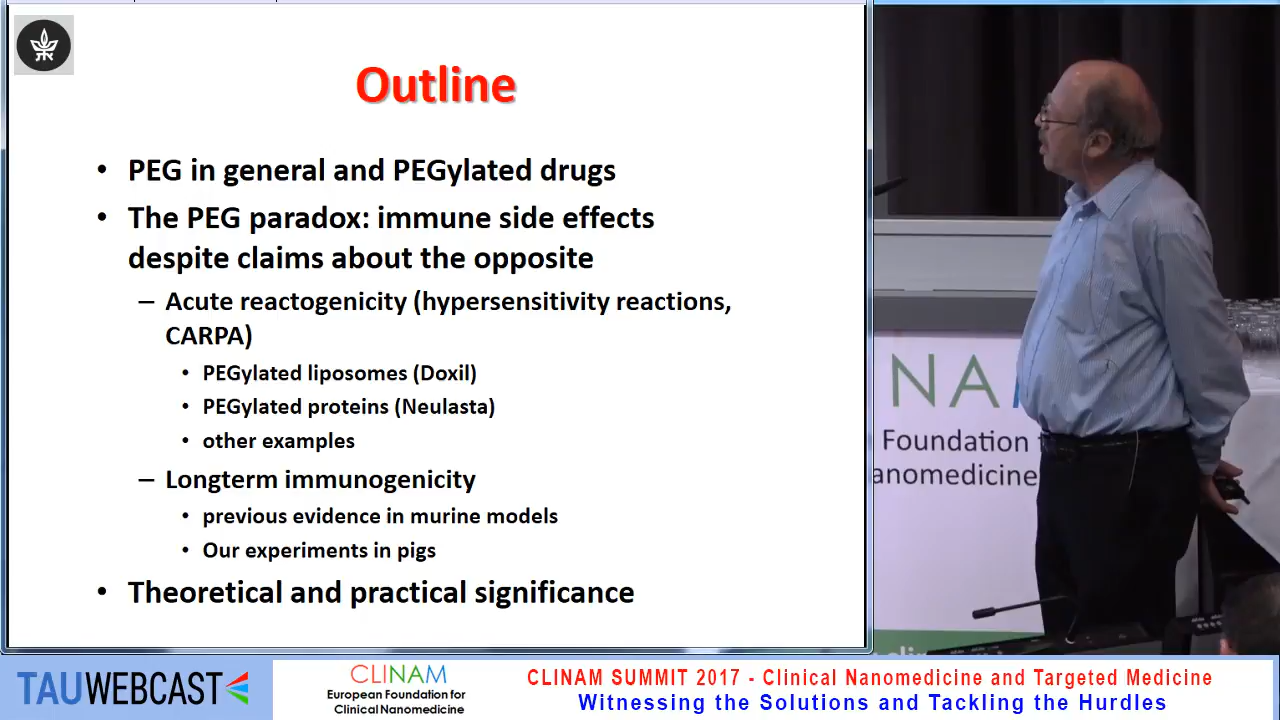 Outline
• PEG in general and PEGylated drugs
• The PEG paradox: immune side effects
despite claims about the opposite
– Acute reactogenicity (hypersensitivity reactions,
CARPA)
• PEGylated liposomes (Doxil)
• PEGylated proteins (Neulasta)
• other examples
– Longterm immunogenicity
• previous evidence in murine models
• Our experiments in pigs
• Theoretical and practical significance
NA
Foundation
anomedicine
TAUWEBCAST
CLINAM
European Foundation for
Clinical Nanomedicine
CLINAM SUMMIT 2017 - Clinical Nanomedicine and Targeted Medicine
Witnessing the Solutions and Tackling the Hurdles